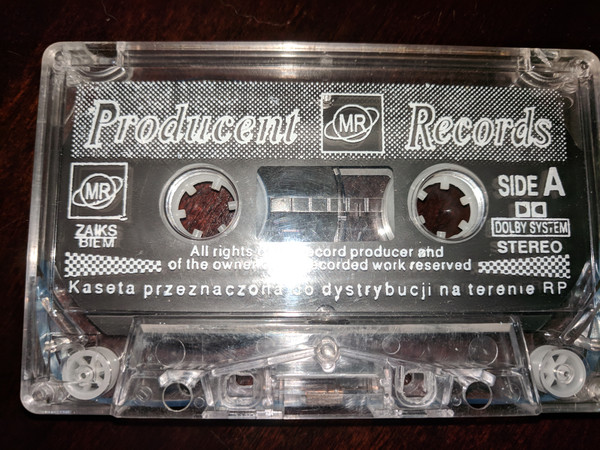 Producent MR Records
MR
ZAIKS
BIEM
SIDE A
DOLBY SYSTEM
STEREO
All rights record producer and
of the owner recorded work reserved
Kaseta przeznaczona do dystrybucji na terenie RP